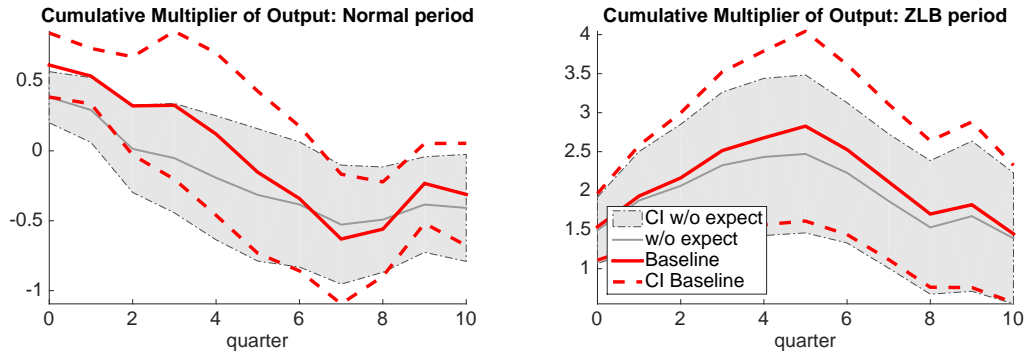 Cumulative Multiplier of Output: Normal period
0.5
0
-0.5
-1
0 2 4 6 8 10
quarter
Cumulative Multiplier of Output: ZLB period
4
3.5
3
2.5
2
1.5
1
CI w/o expect
w/o expect
Baseline
CI Baseline
0 2 4 6 8 10
quarter